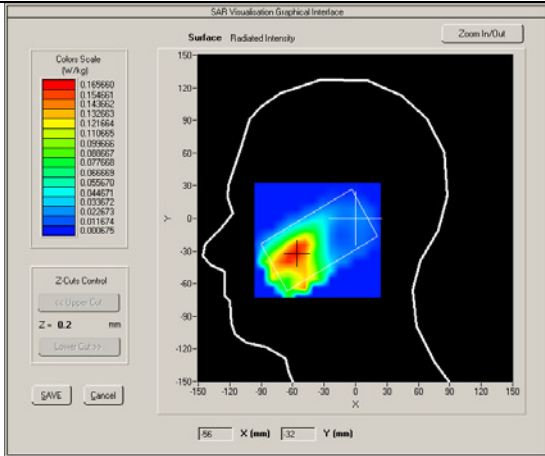 SAR Visualisation Graphical Interface
Surface Radiated Intensity
Zoom In/Out
Colors Scale
(W/kg)
0.165660
0.154661
0.143662
0.132663
0.121664
0.110665
0.099666
0.088667
0.077668
0.066669
0.055670
0.044671
0.033672
0.022673
0.011674
0.000675
Z-Cuts Control
<< Upper Cut
Z = 0.2 mm
Lower Cut >>
SAVE Cancel
150
120
90
60
30
0
-30
-60
-90
-120
-150
Y
-150 -120 -90 -60 -30 0 30 60 90 120 150
X
-56 X (mm) -32 Y (mm)